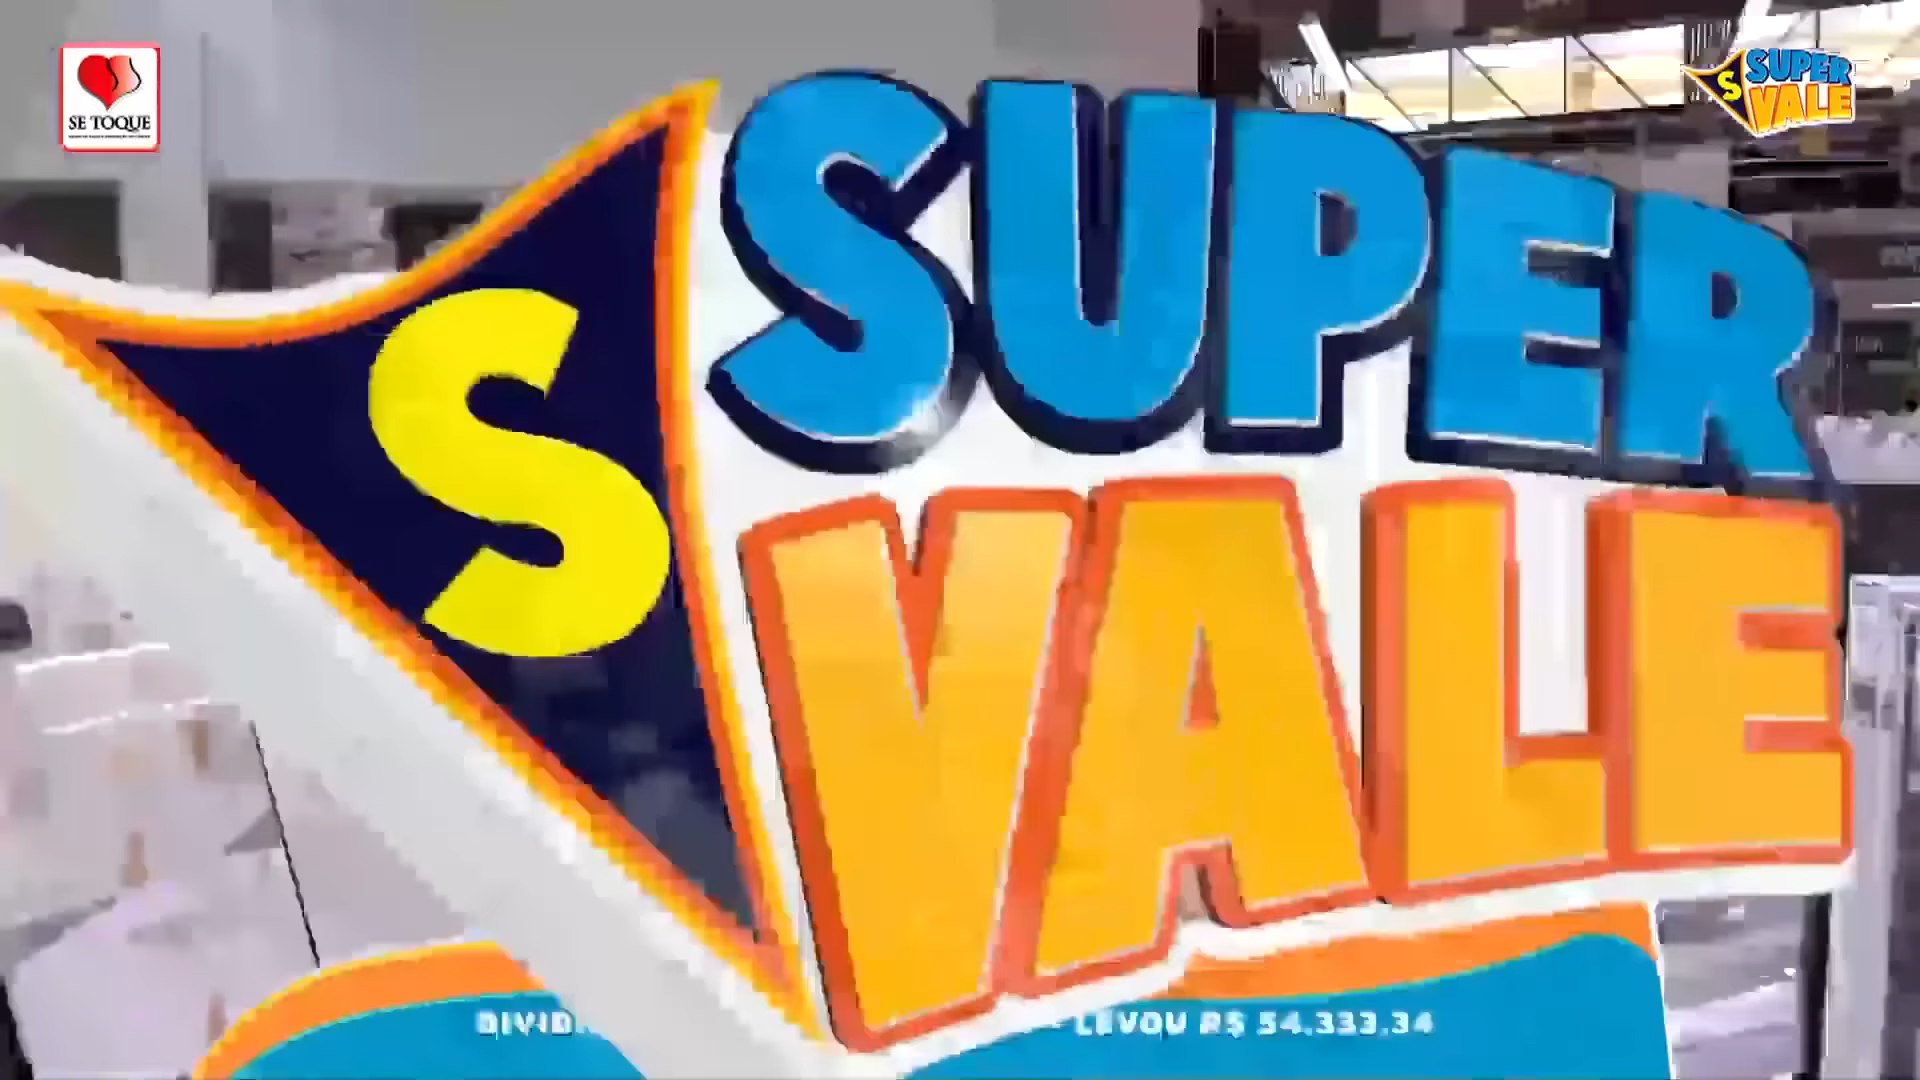 SE TOQUE
S
SUPER
VALE
S
SUPER
VALE
LEVOU R$ 54.333,34